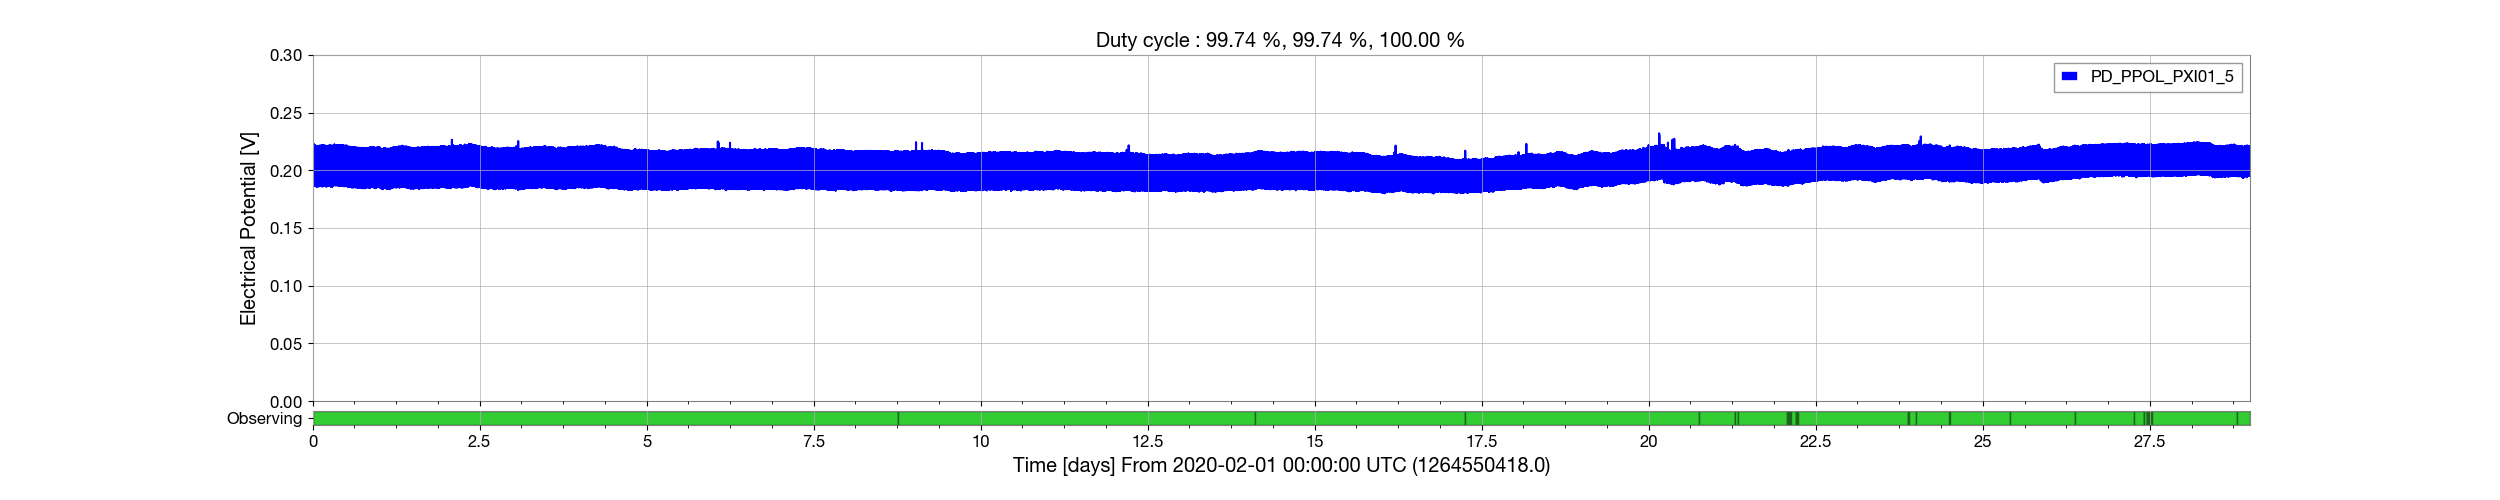 Duty cycle : 99.74 %, 99.74 %, 100.00 %
PD_PPOL_PXI01_5
0.30
0.25
0.20
0.15
0.10
0.05
0.00
Electrical Potential [V]
Observing
0 2.5 5 7.5 10 12.5 15 17.5 20 22.5 25 27.5
Time [days] From 2020-02-01 00:00:00 UTC (1264550418.0)